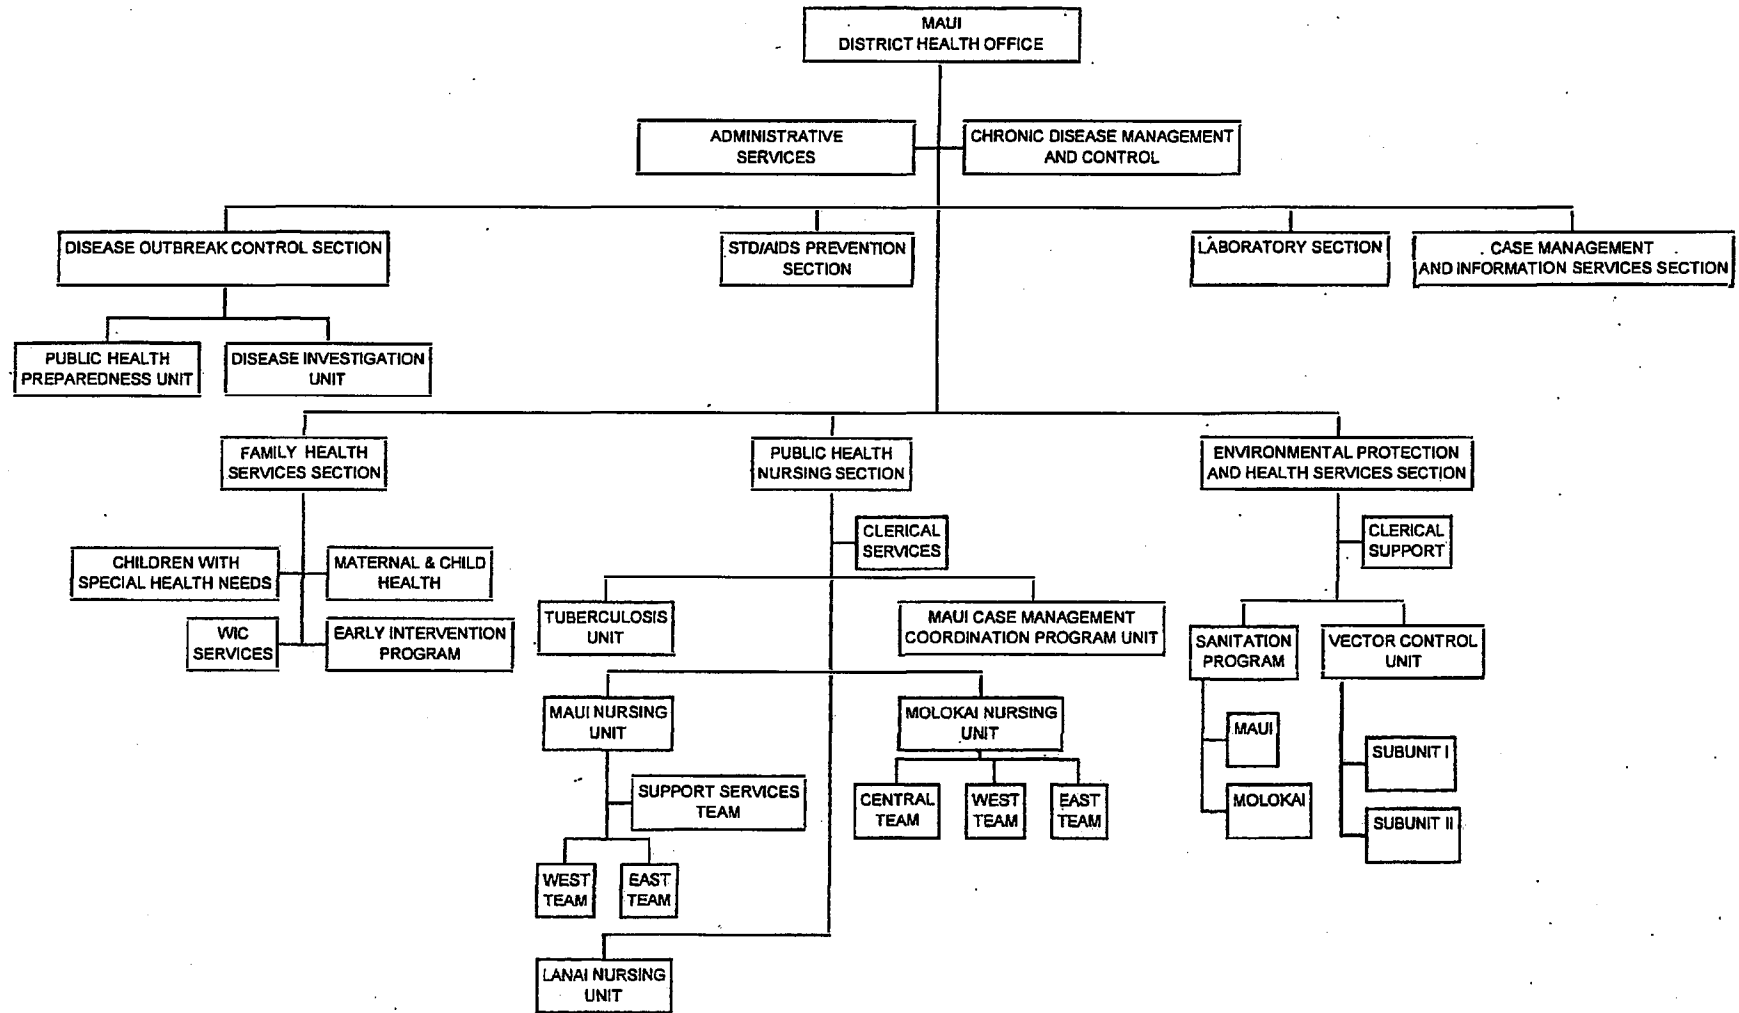 MAUI
DISTRICT HEALTH OFFICE
ADMINISTRATIVE
SERVICES
CHRONIC DISEASE MANAGEMENT
AND CONTROL
DISEASE OUTBREAK CONTROL SECTION
STD/AIDS PREVENTION
SECTION
LABORATORY SECTION
CASE MANAGEMENT
AND INFORMATION SERVICES SECTION
PUBLIC HEALTH
PREPAREDNESS UNIT
DISEASE INVESTIGATION
UNIT
FAMILY HEALTH
SERVICES SECTION
PUBLIC HEALTH
NURSING SECTION
ENVIRONMENTAL PROTECTION
AND HEALTH SERVICES SECTION
CLERICAL
SERVICES
CLERICAL
SUPPORT
CHILDREN WITH
SPECIAL HEALTH NEEDS
MATERNAL & CHILD
HEALTH
WIC
SERVICES
EARLY INTERVENTION
PROGRAM
TUBERCULOSIS
UNIT
MAUI CASE MANAGEMENT
COORDINATION PROGRAM UNIT
SANITATION
PROGRAM
VECTOR CONTROL
UNIT
MAUI NURSING
UNIT
MOLOKAI NURSING
UNIT
MAUI
MOLOKAI
SUBUNIT I
SUBUNIT II
SUPPORT SERVICES
TEAM
CENTRAL
TEAM
WEST
TEAM
EAST
TEAM
WEST
TEAM
EAST
TEAM
LANAI NURSING
UNIT